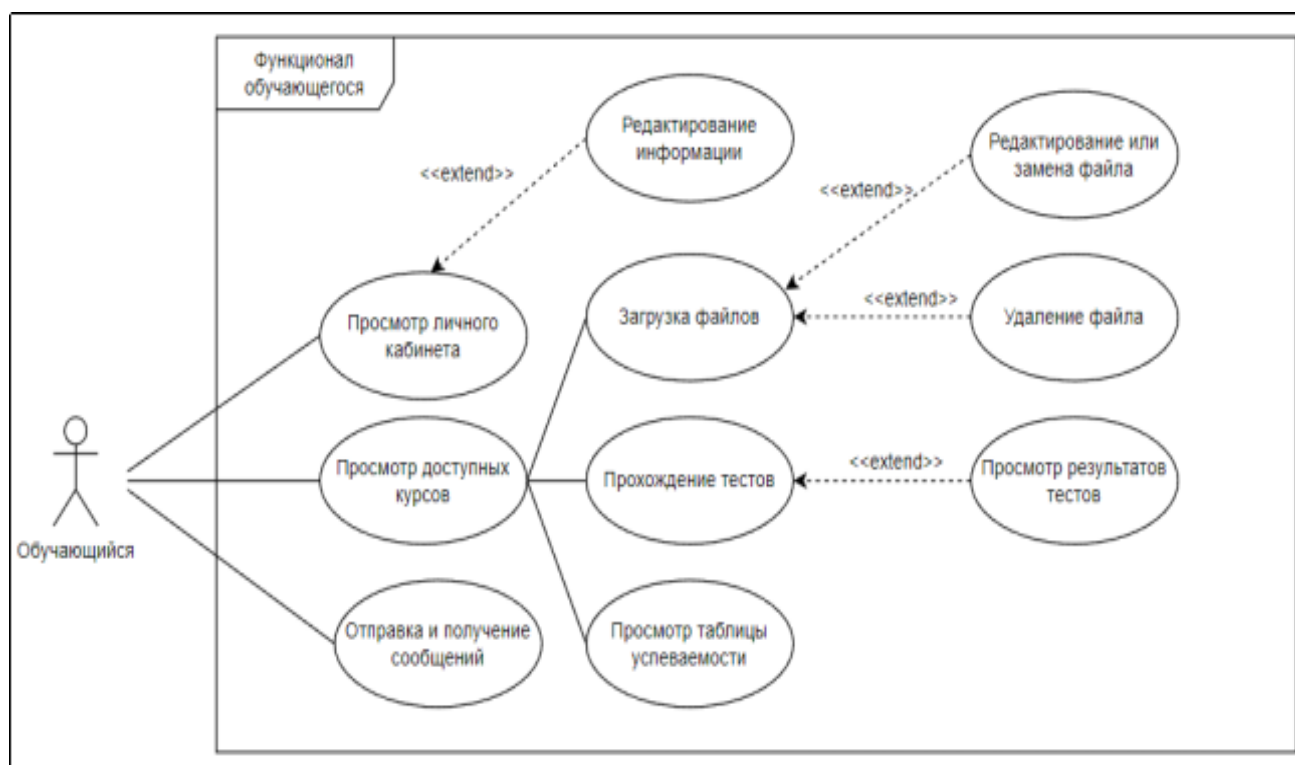 Функционал
обучающегося
Редактирование
информации
Редактирование или
замена файла
<<extend>>
<<extend>>
Просмотр личного
кабинета
Загрузка файлов
<<extend>>
Удаление файла
Просмотр доступных
курсов
Прохождение тестов
<<extend>>
Просмотр результатов
тестов
Обучающийся
Отправка и получение
сообщений
Просмотр таблицы
успеваемости